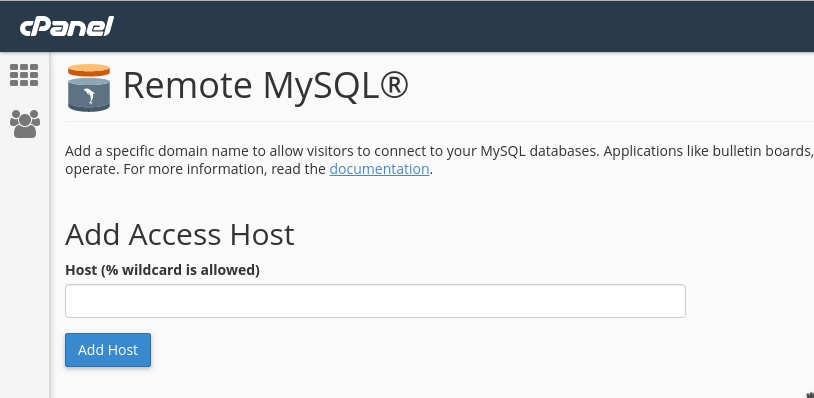 cPanel
Remote MySQL®
Add a specific domain name to allow visitors to connect to your MySQL databases. Applications like bulletin boards,
operate. For more information, read the documentation.
Add Access Host
Host (% wildcard is allowed)
Add Host